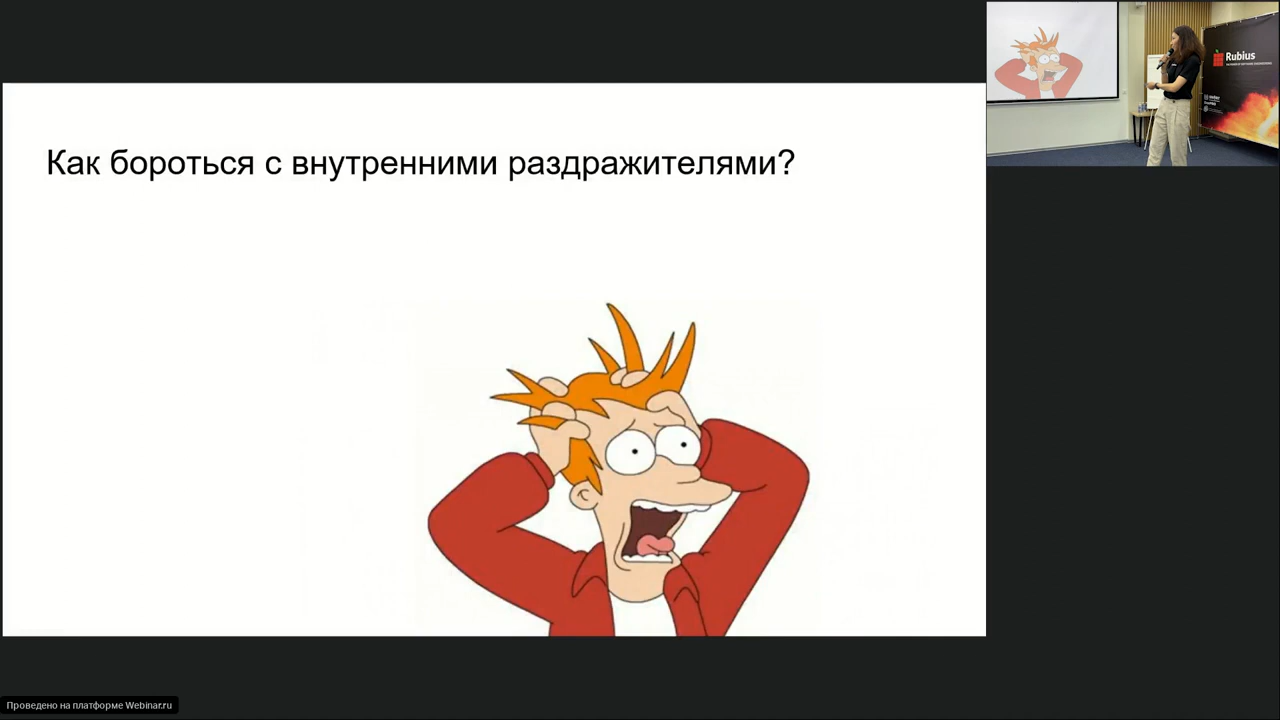 Как бороться с внутренними раздражителями?
Rubius
Проведено на платформе Webinar.ru